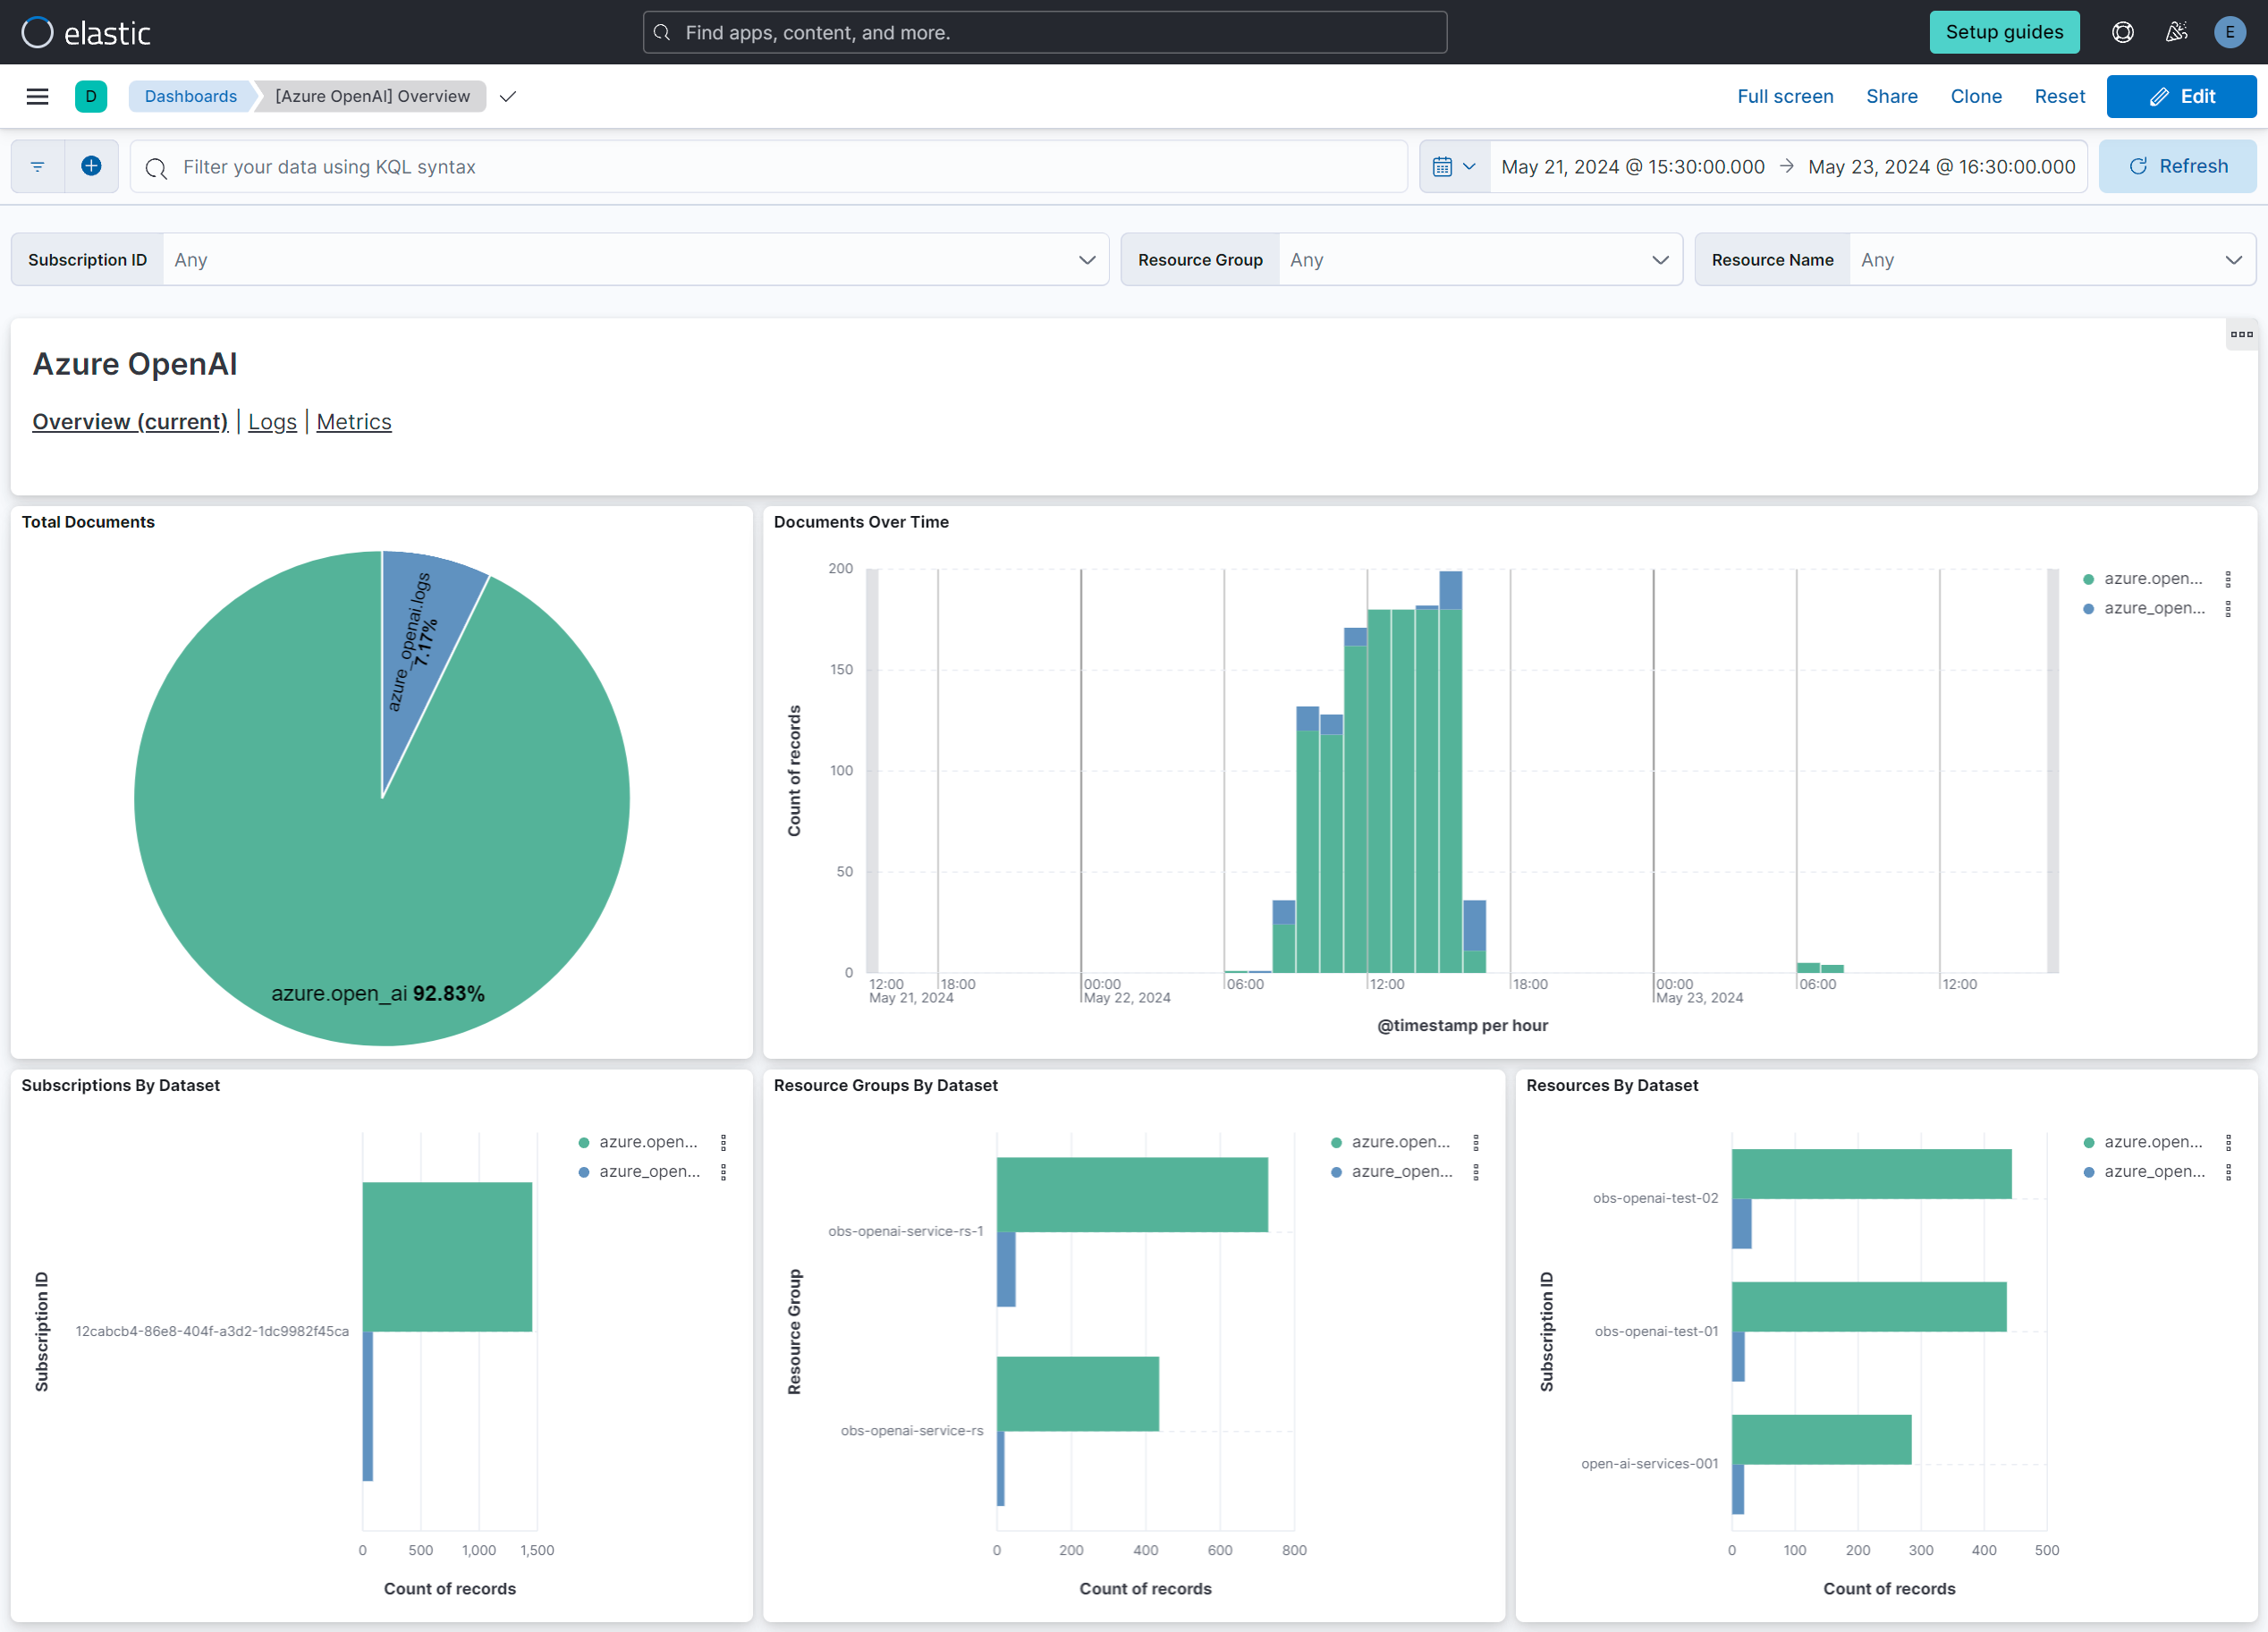 elastic
Find apps, content, and more.
Setup guides
E
D
Dashboards
[Azure OpenAI] Overview
Full screen
Share
Clone
Reset
Edit
Filter your data using KQL syntax
May 21, 2024 @ 15:30:00.000 → May 23, 2024 @ 16:30:00.000
Refresh
Subscription ID Any
Resource Group Any
Resource Name Any
Azure OpenAI
Overview (current) | Logs | Metrics
Total Documents
azure_openai.logs
7.17%
azure.open_ai 92.83%
Documents Over Time
Count of records
200
150
100
50
0
12:00
May 21, 2024
18:00
00:00
May 22, 2024
06:00
12:00
18:00
00:00
May 23, 2024
06:00
12:00
@timestamp per hour
azure.open...
azure_open...
Subscriptions By Dataset
Subscription ID
12cabcb4-86e8-404f-a3d2-1dc9982f45ca
0 500 1,000 1,500
Count of records
azure.open...
azure_open...
Resource Groups By Dataset
Resource Group
obs-openai-service-rs-1
obs-openai-service-rs
0 200 400 600 800
Count of records
azure.open...
azure_open...
Resources By Dataset
Subscription ID
obs-openai-test-02
obs-openai-test-01
open-ai-services-001
0 100 200 300 400 500
Count of records
azure.open...
azure_open...